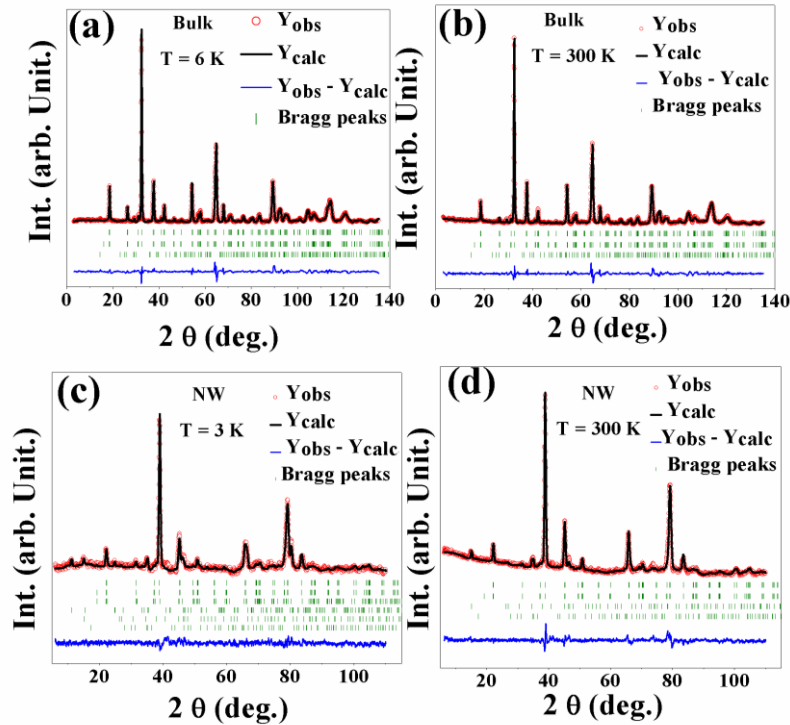 (a)
Bulk
T = 6 K
Yobs
Ycalc
Yobs - Ycalc
Bragg peaks
Int. (arb. Unit.)
0 20 40 60 80 100 120 140
2 θ (deg.)
(b)
Bulk
T = 300 K
Yobs
Ycalc
Yobs - Ycalc
Bragg peaks
Int. (arb. Unit.)
0 20 40 60 80 100 120 140
2 θ (deg.)
(c)
NW
T = 3 K
Yobs
Ycalc
Yobs - Ycalc
Bragg peaks
Int. (arb. Unit.)
20 40 60 80 100
2 θ (deg.)
(d)
NW
T = 300 K
Yobs
Ycalc
Yobs - Ycalc
Bragg peaks
Int. (arb. Unit.)
20 40 60 80 100
2 θ (deg.)